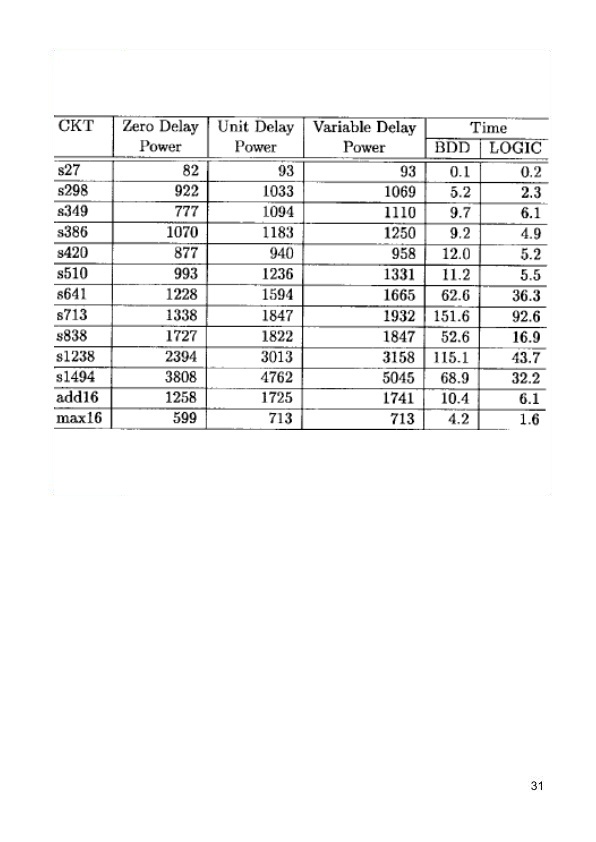 CKT Zero Delay Unit Delay Variable Delay Time
Power Power Power BDD LOGIC
s27 82 93 93 0.1 0.2
s298 922 1033 1069 5.2 2.3
s349 777 1094 1110 9.7 6.1
s386 1070 1183 1250 9.2 4.9
s420 877 940 958 12.0 5.2
s510 993 1236 1331 11.2 5.5
s641 1228 1594 1665 62.6 36.3
s713 1338 1847 1932 151.6 92.6
s838 1727 1822 1847 52.6 16.9
s1238 2394 3013 3158 115.1 43.7
s1494 3808 4762 5045 68.9 32.2
add16 1258 1725 1741 10.4 6.1
max16 599 713 713 4.2 1.6
31